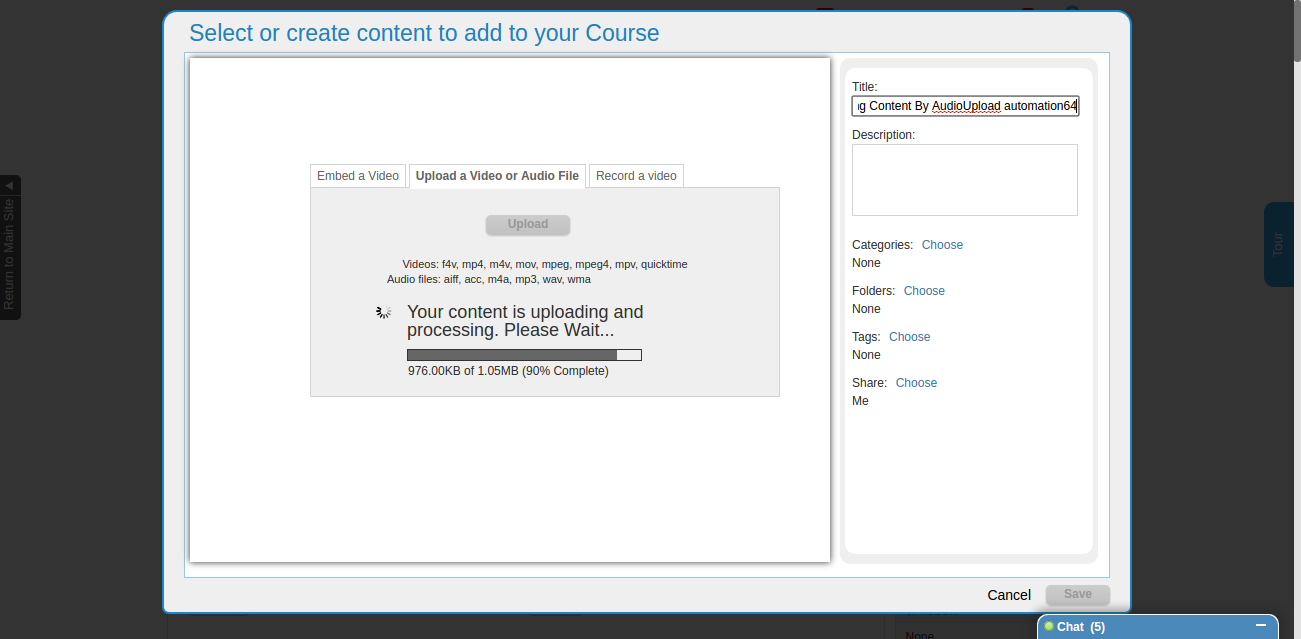 Select or create content to add to your Course
Return to Main Site
Embed a Video
Upload a Video or Audio File
Record a video
Upload
Videos: f4v, mp4, m4v, mov, mpeg, mpeg4, mpv, quicktime
Audio files: aiff, acc, m4a, mp3, wav, wma
Your content is uploading and
processing. Please Wait...
976.00KB of 1.05MB (90% Complete)
Title:
g Content By AudioUpload automation64
Description:
Categories: Choose
None
Folders: Choose
None
Tags: Choose
None
Share: Choose
Me
Tour
Cancel
Save
None
Chat (5)